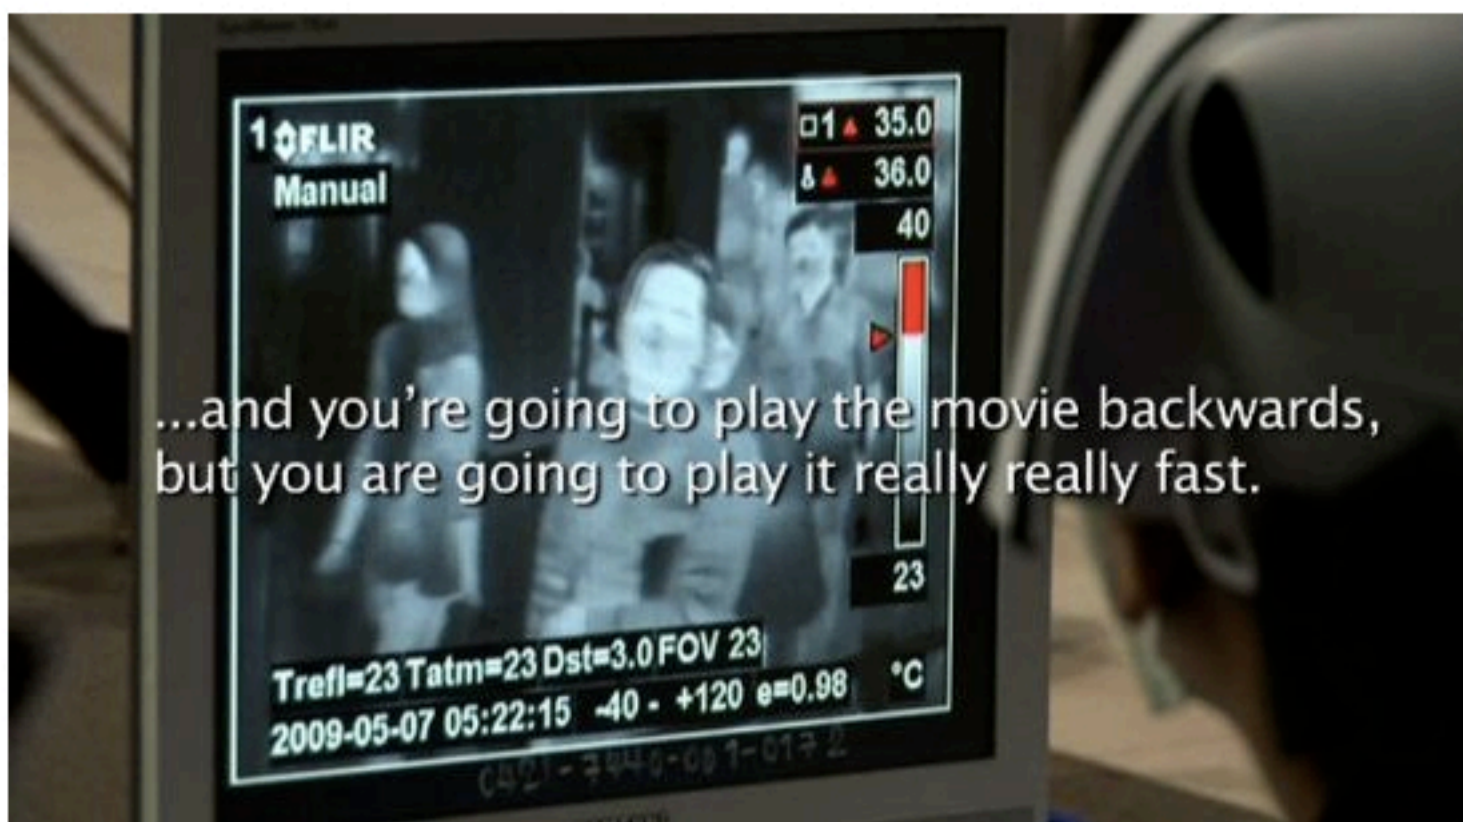 1 FLIR
Manual
1 35.0
36.0
40
...and you're going to play the movie backwards,
but you are going to play it really really fast.
23
Trefl=23 Tatm=23 Dst=3.0 FOV 23
°C
2009-05-07 05:22:15 -40 - +120 e=0.98